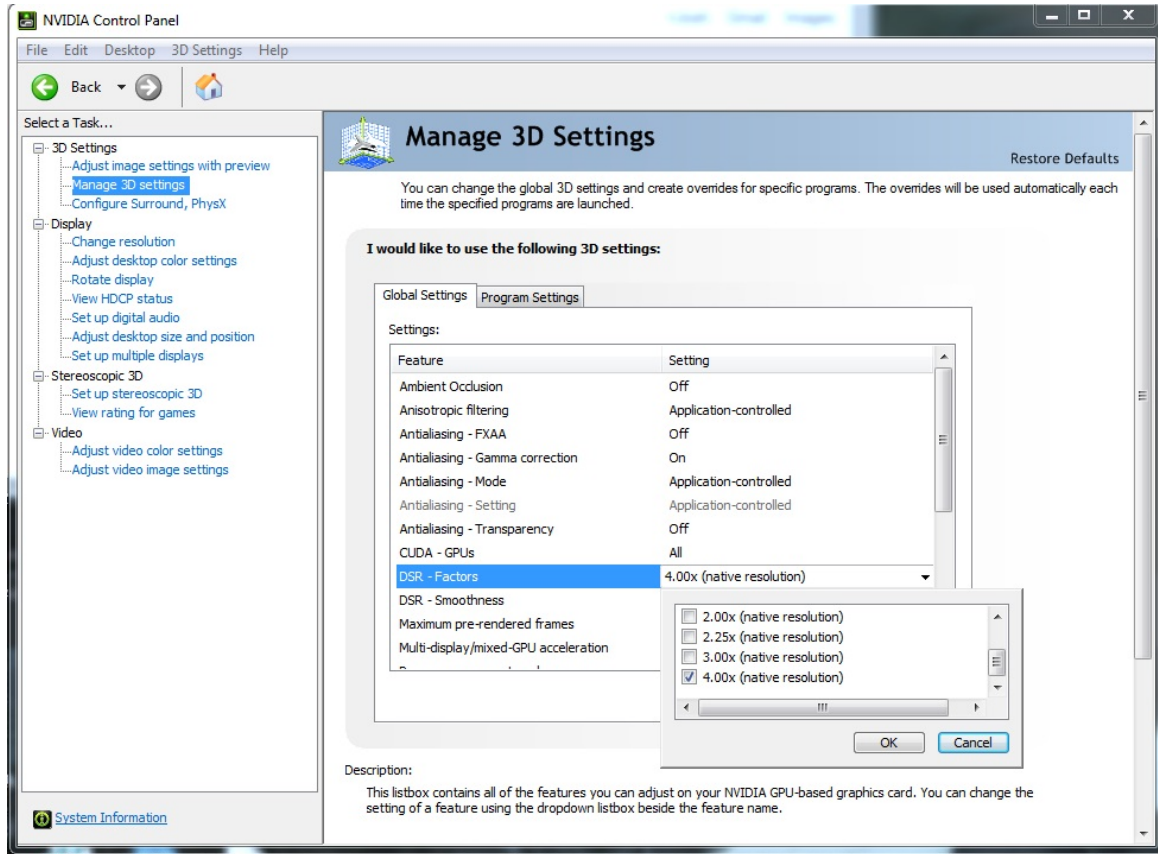 NVIDIA Control Panel
File Edit Desktop 3D Settings Help
Back
Select a Task...
3D Settings
Adjust image settings with preview
Manage 3D settings
Configure Surround, PhysX
Display
Change resolution
Adjust desktop color settings
Rotate display
View HDCP status
Set up digital audio
Adjust desktop size and position
Set up multiple displays
Stereoscopic 3D
Set up stereoscopic 3D
View rating for games
Video
Adjust video color settings
Adjust video image settings
System Information
Manage 3D Settings
Restore Defaults
You can change the global 3D settings and create overrides for specific programs. The overrides will be used automatically each
time the specified programs are launched.
I would like to use the following 3D settings:
Global Settings Program Settings
Settings:
Feature Setting
Ambient Occlusion Off
Anisotropic filtering Application-controlled
Antialiasing - FXAA Off
Antialiasing - Gamma correction On
Antialiasing - Mode Application-controlled
Antialiasing - Setting Application-controlled
Antialiasing - Transparency Off
CUDA - GPUs All
DSR - Factors 4.00x (native resolution)
DSR - Smoothness
Maximum pre-rendered frames
Multi-display/mixed-GPU acceleration
2.00x (native resolution)
2.25x (native resolution)
3.00x (native resolution)
4.00x (native resolution)
OK Cancel
Description:
This listbox contains all of the features you can adjust on your NVIDIA GPU-based graphics card. You can change the
setting of a feature using the dropdown listbox beside the feature name.